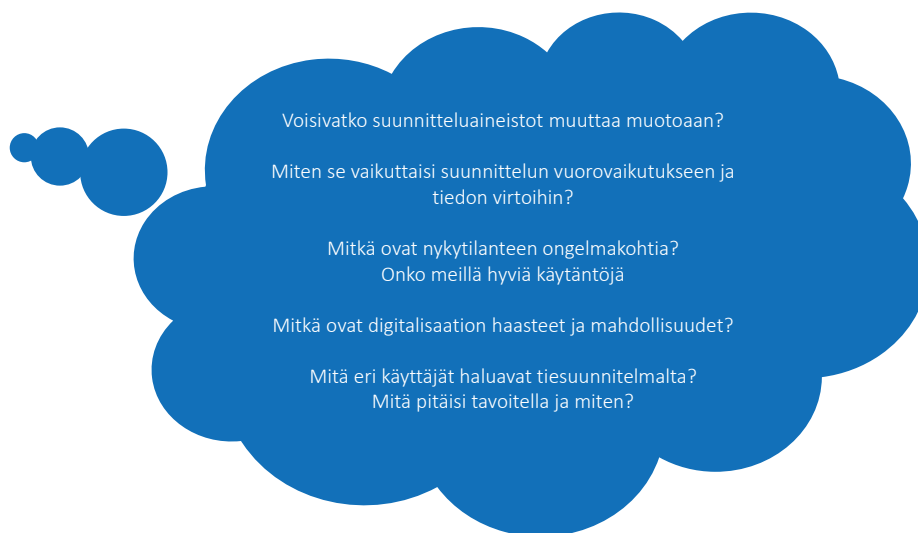 Voisivatko suunnitteluaineistot muuttaa muotoaan?
Miten se vaikuttaisi suunnittelun vuorovaikutukseen ja
tiedon virtoihin?
Mitkä ovat nykytilanteen ongelmakohtia?
Onko meillä hyviä käytäntöjä
Mitkä ovat digitalisaation haasteet ja mahdollisuudet?
Mitä eri käyttäjät haluavat tiesuunnitelmalta?
Mitä pitäisi tavoitella ja miten?